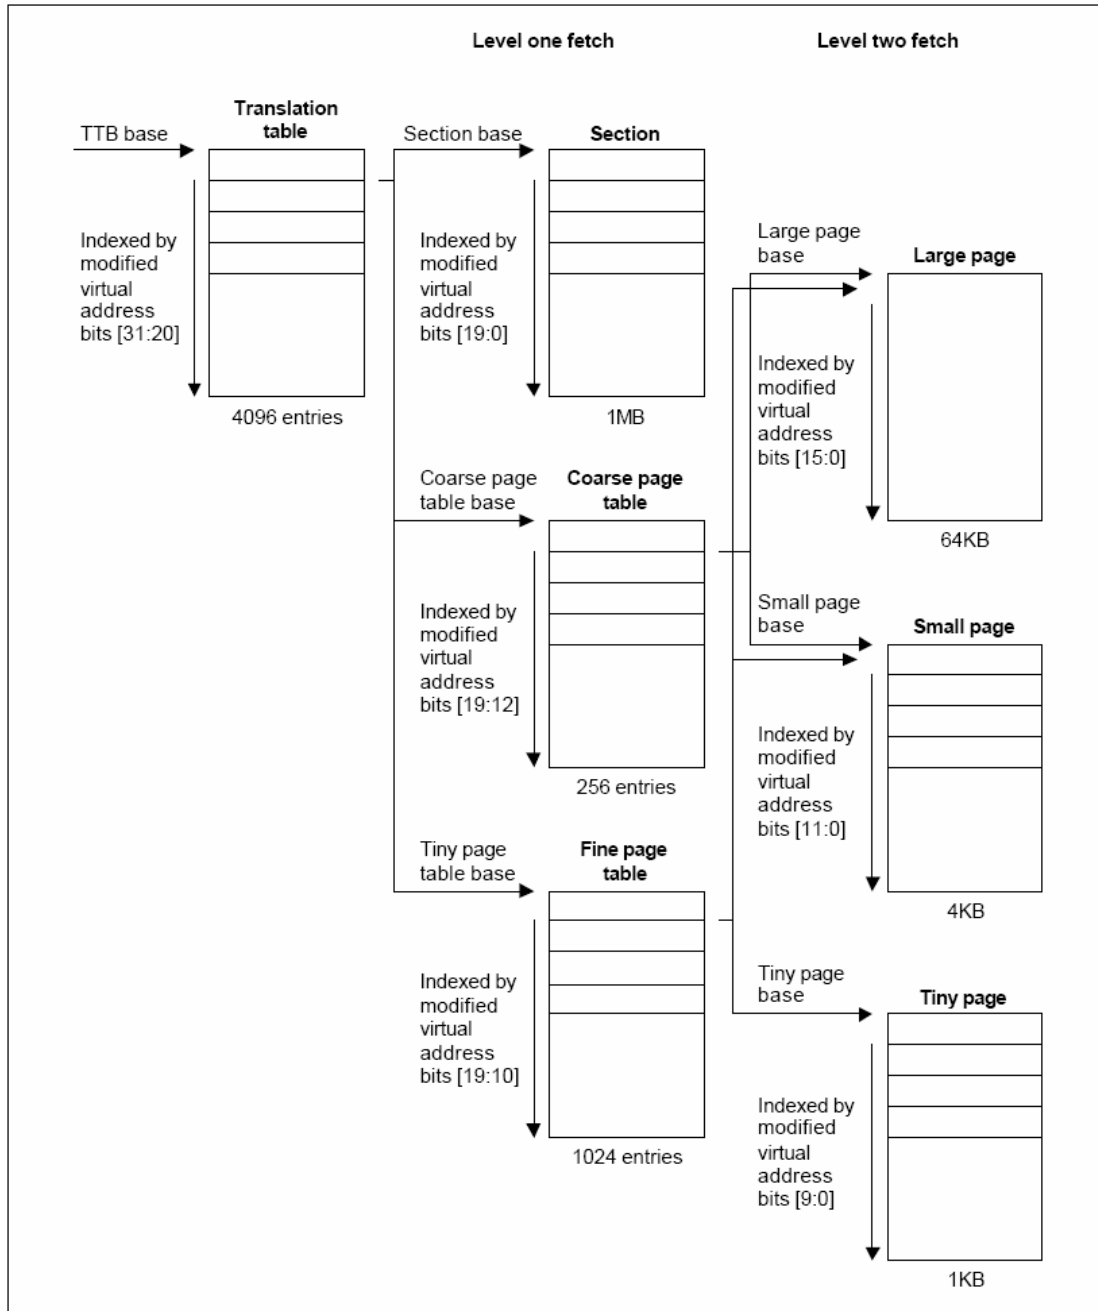 Level one fetch
Level two fetch
Translation
table
TTB base
Indexed by
modified
virtual
address
bits [31:20]
4096 entries
Section base
Section
Indexed by
modified
virtual
address
bits [19:0]
1MB
Coarse page
table base
Coarse page
table
Indexed by
modified
virtual
address
bits [19:12]
256 entries
Tiny page
table base
Fine page
table
Indexed by
modified
virtual
address
bits [19:10]
1024 entries
Large page
base
Large page
Indexed by
modified
virtual
address
bits [15:0]
64KB
Small page
base
Small page
Indexed by
modified
virtual
address
bits [11:0]
4KB
Tiny page
base
Tiny page
Indexed by
modified
virtual
address
bits [9:0]
1KB